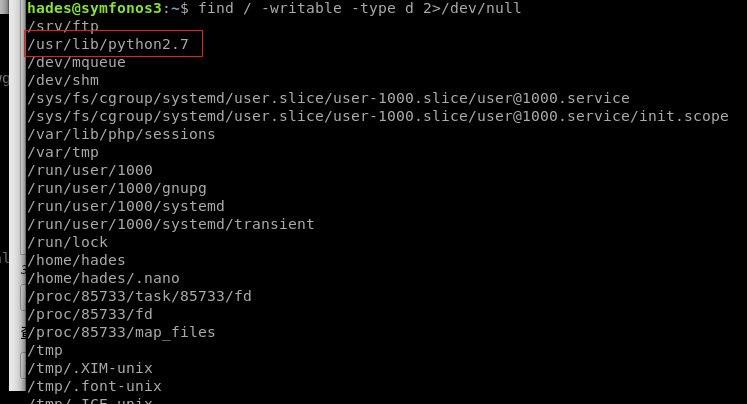 hades@symfonos3:~$ find / -writable -type d 2>/dev/null
/srv/ftp
/usr/lib/python2.7
/dev/mqueue
/dev/shm
/sys/fs/cgroup/systemd/user.slice/user-1000.slice/user@1000.service
/sys/fs/cgroup/systemd/user.slice/user-1000.slice/user@1000.service/init.scope
/var/lib/php/sessions
/var/tmp
/run/user/1000
/run/user/1000/gnupg
/run/user/1000/systemd
/run/user/1000/systemd/transient
/run/lock
/home/hades
/home/hades/.nano
/proc/85733/task/85733/fd
/proc/85733/fd
/proc/85733/map_files
/tmp
/tmp/.XIM-unix
/tmp/.font-unix
/tmp/.ICE-unix